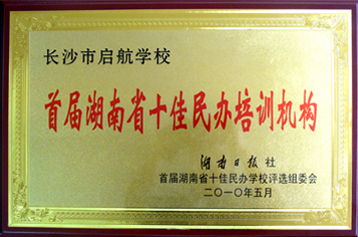 长沙市启航学校
首届湖南省十佳民办培训机构
湖南日报社
首届湖南省十佳民办学校评选组委会
二〇一〇年五月